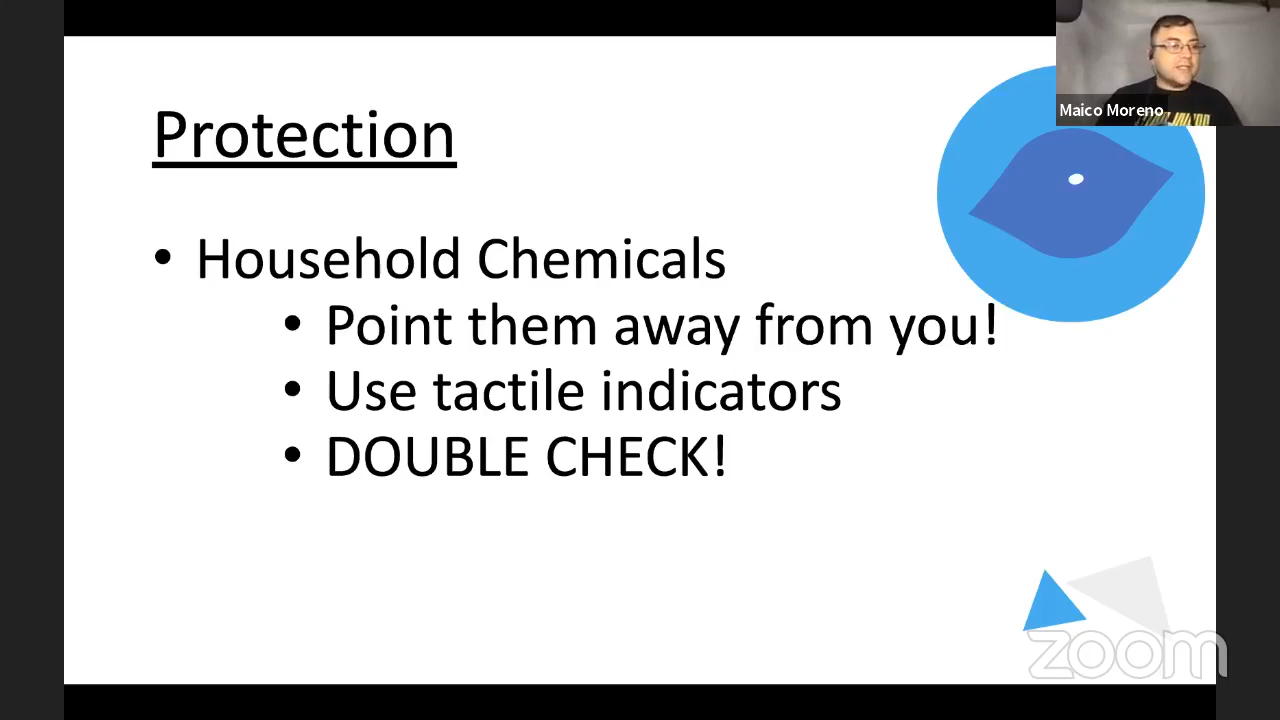 Maico Moreno
Protection
• Household Chemicals
• Point them away from you!
• Use tactile indicators
• DOUBLE CHECK!
zoom